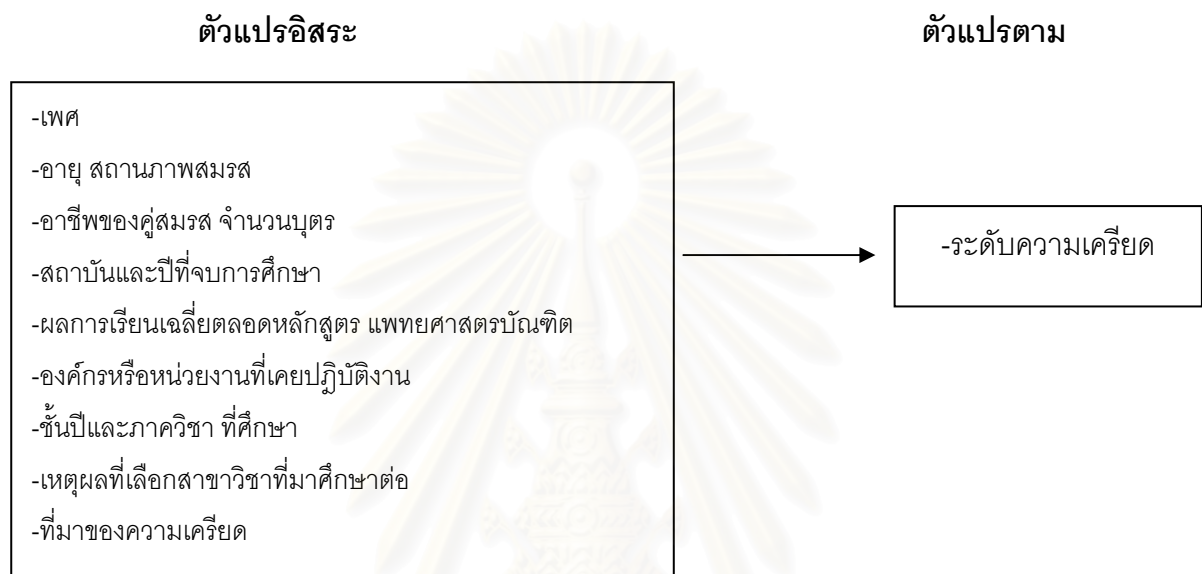 ตัวแปรอิสระ ตัวแปรตาม
-เพศ
-อายุ สถานภาพสมรส
-อาชีพของคู่สมรส จำนวนบุตร
-สถาบันและปีที่จบการศึกษา
-ผลการเรียนเฉลี่ยตลอดหลักสูตร แพทยศาสตรบัณฑิต
-องค์กรหรือหน่วยงานที่เคยปฏิบัติงาน
-ชั้นปีและภาควิชา ที่ศึกษา
-เหตุผลที่เลือกสาขาวิชาที่มาศึกษาต่อ
-ที่มาของความเครียด
-ระดับความเครียด